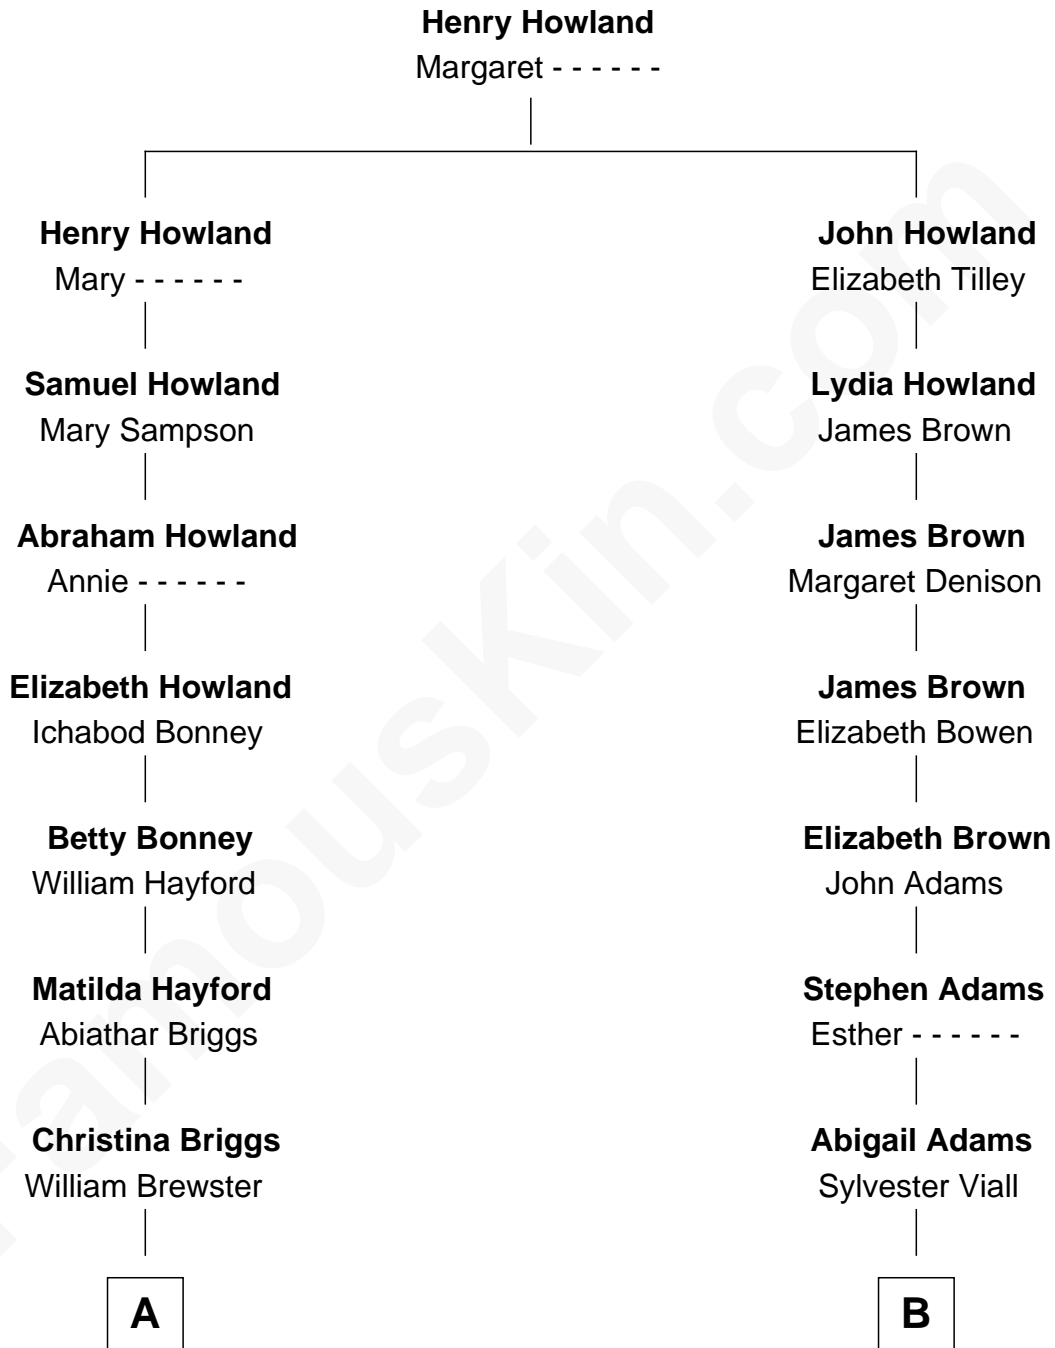 Henry Howland
Margaret - - - - - -
Henry Howland
Mary - - - - - -
Samuel Howland
Mary Sampson
Abraham Howland
Annie - - - - - -
Elizabeth Howland
Ichabod Bonney
Betty Bonney
William Hayford
Matilda Hayford
Abiathar Briggs
Christina Briggs
William Brewster
A
John Howland
Elizabeth Tilley
Lydia Howland
James Brown
James Brown
Margaret Denison
James Brown
Elizabeth Bowen
Elizabeth Brown
John Adams
Stephen Adams
Esther - - - - - -
Abigail Adams
Sylvester Viall
B
FamousKin.com